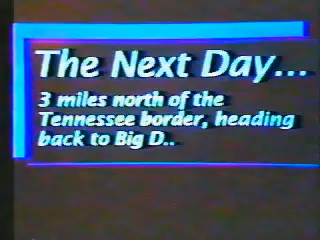 The Next Day...
3 miles north of the
Tennessee border, heading
back to Big D..